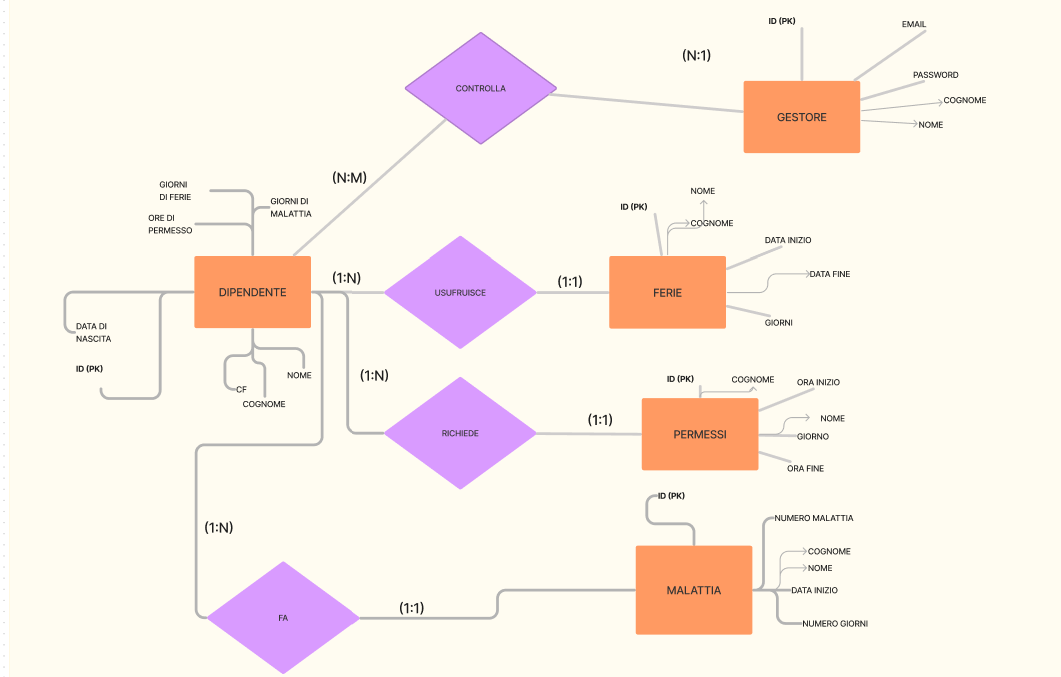 ID (PK)
EMAIL
(N:1)
PASSWORD
CONTROLLA
COGNOME
GESTORE
NOME
(N:M)
GIORNI
DI FERIE
GIORNI DI
MALATTIA
ORE DI
PERMESSO
NOME
ID (PK)
COGNOME
DATA INIZIO
DIPENDENTE
(1:N)
USUFRUISCE
(1:1)
FERIE
DATA FINE
GIORNI
DATA DI
NASCITA
ID (PK)
CF
NOME
COGNOME
(1:N)
ID (PK)
COGNOME
ORA INIZIO
RICHIEDE
(1:1)
PERMESSI
NOME
GIORNO
ORA FINE
ID (PK)
NUMERO MALATTIA
(1:N)
COGNOME
NOME
MALATTIA
DATA INIZIO
FA
(1:1)
NUMERO GIORNI